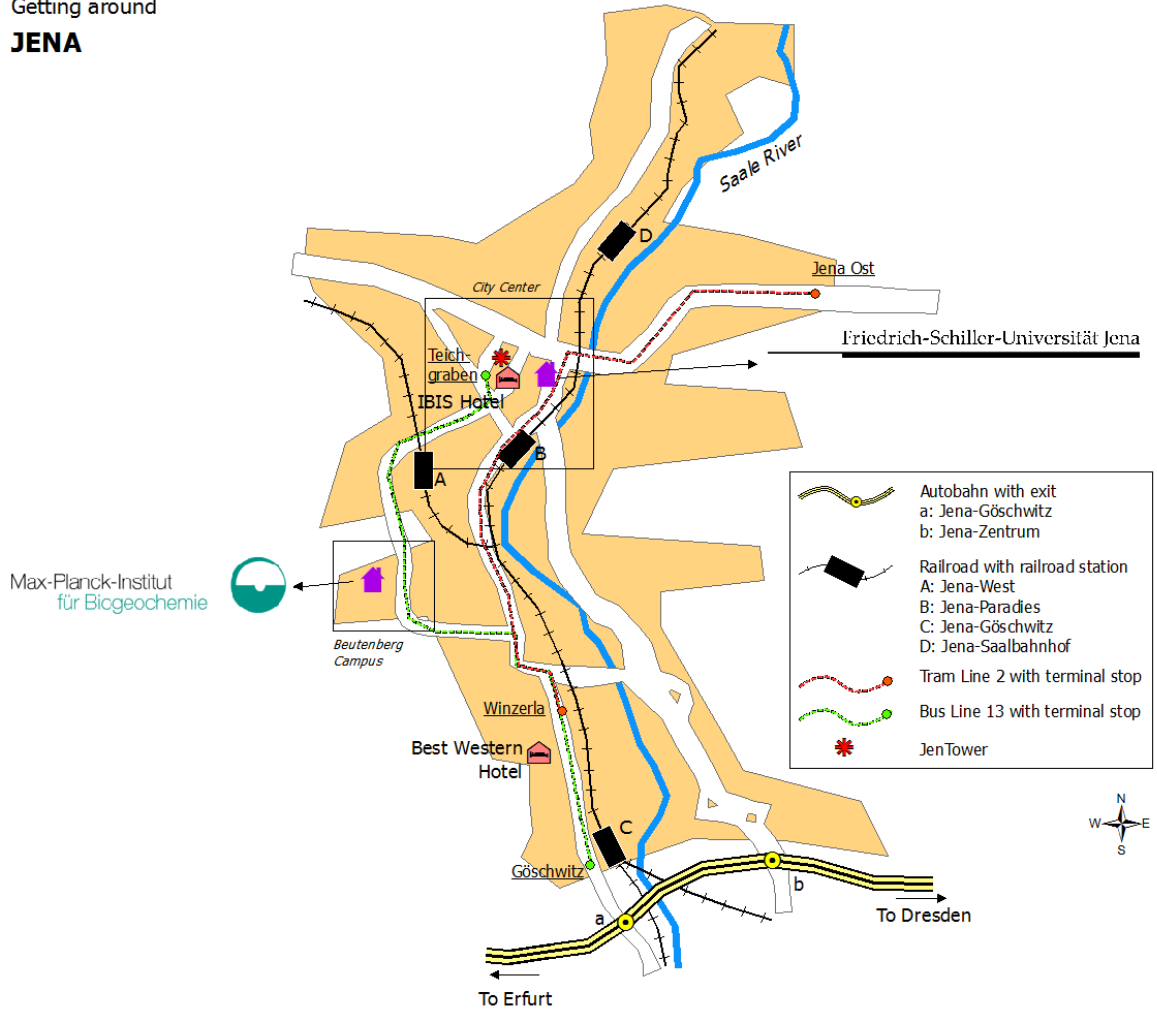 Getting around
JENA
Saale River
D
Jena Ost
City Center
Friedrich-Schiller-Universität Jena
Teich-
graben
IBIS Hotel
B
A
Autobahn with exit
a: Jena-Göschwitz
b: Jena-Zentrum
Railroad with railroad station
A: Jena-West
B: Jena-Paradies
C: Jena-Göschwitz
D: Jena-Saalbahnhof
Tram Line 2 with terminal stop
Bus Line 13 with terminal stop
JenTower
Max-Planck-Institut
für Biogeochemie
Beutenberg
Campus
Winzerla
Best Western
Hotel
C
N
W E
S
Göschwitz
b
a
To Dresden
To Erfurt